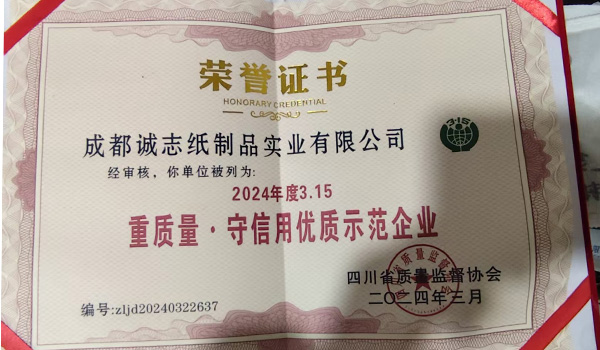 荣誉证书
HONORARY CREDENTIAL
3·15
成都诚志纸制品实业有限公司
经审核，你单位被列为:
2024年度3.15
重质量·守信用优质示范企业
四川省质量监督协会
二〇二四年三月
编号:zljd20240322637